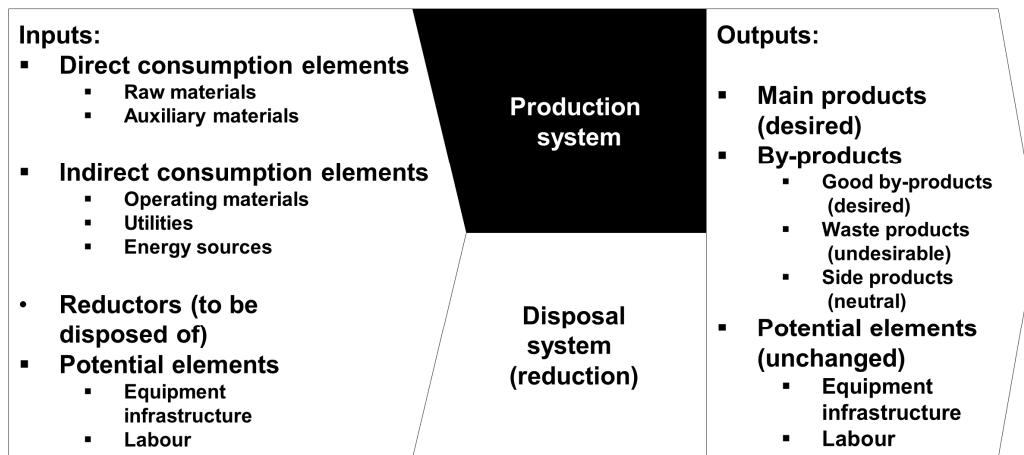 Inputs:
▪ Direct consumption elements
▪ Raw materials
▪ Auxiliary materials
▪ Indirect consumption elements
▪ Operating materials
▪ Utilities
▪ Energy sources
• Reductors (to be
disposed of)
▪ Potential elements
▪ Equipment
infrastructure
▪ Labour
Production
system
Disposal
system
(reduction)
Outputs:
▪ Main products
(desired)
▪ By-products
▪ Good by-products
(desired)
▪ Waste products
(undesirable)
▪ Side products
(neutral)
▪ Potential elements
(unchanged)
▪ Equipment
infrastructure
▪ Labour